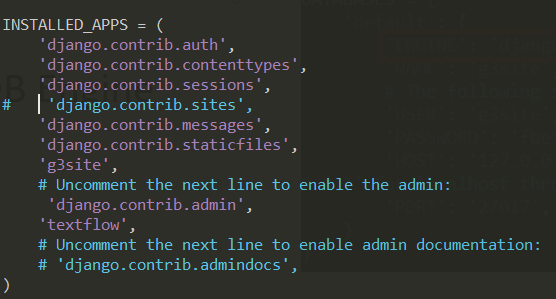 INSTALLED_APPS = (
    'django.contrib.auth',
    'django.contrib.contenttypes',
    'django.contrib.sessions',
#    'django.contrib.sites',
    'django.contrib.messages',
    'django.contrib.staticfiles',
    'g3site',
    # Uncomment the next line to enable the admin:
     'django.contrib.admin',
    'textflow',
    # Uncomment the next line to enable admin documentation:
    # 'django.contrib.admindocs',
)